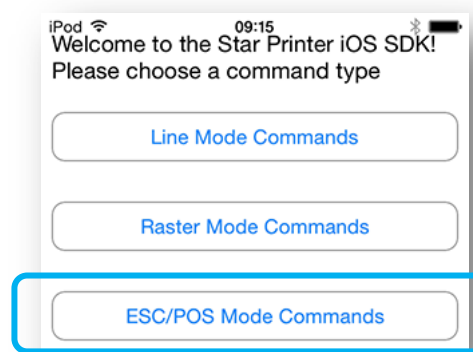 iPod 09:15
Welcome to the Star Printer iOS SDK!
Please choose a command type
Line Mode Commands
Raster Mode Commands
ESC/POS Mode Commands